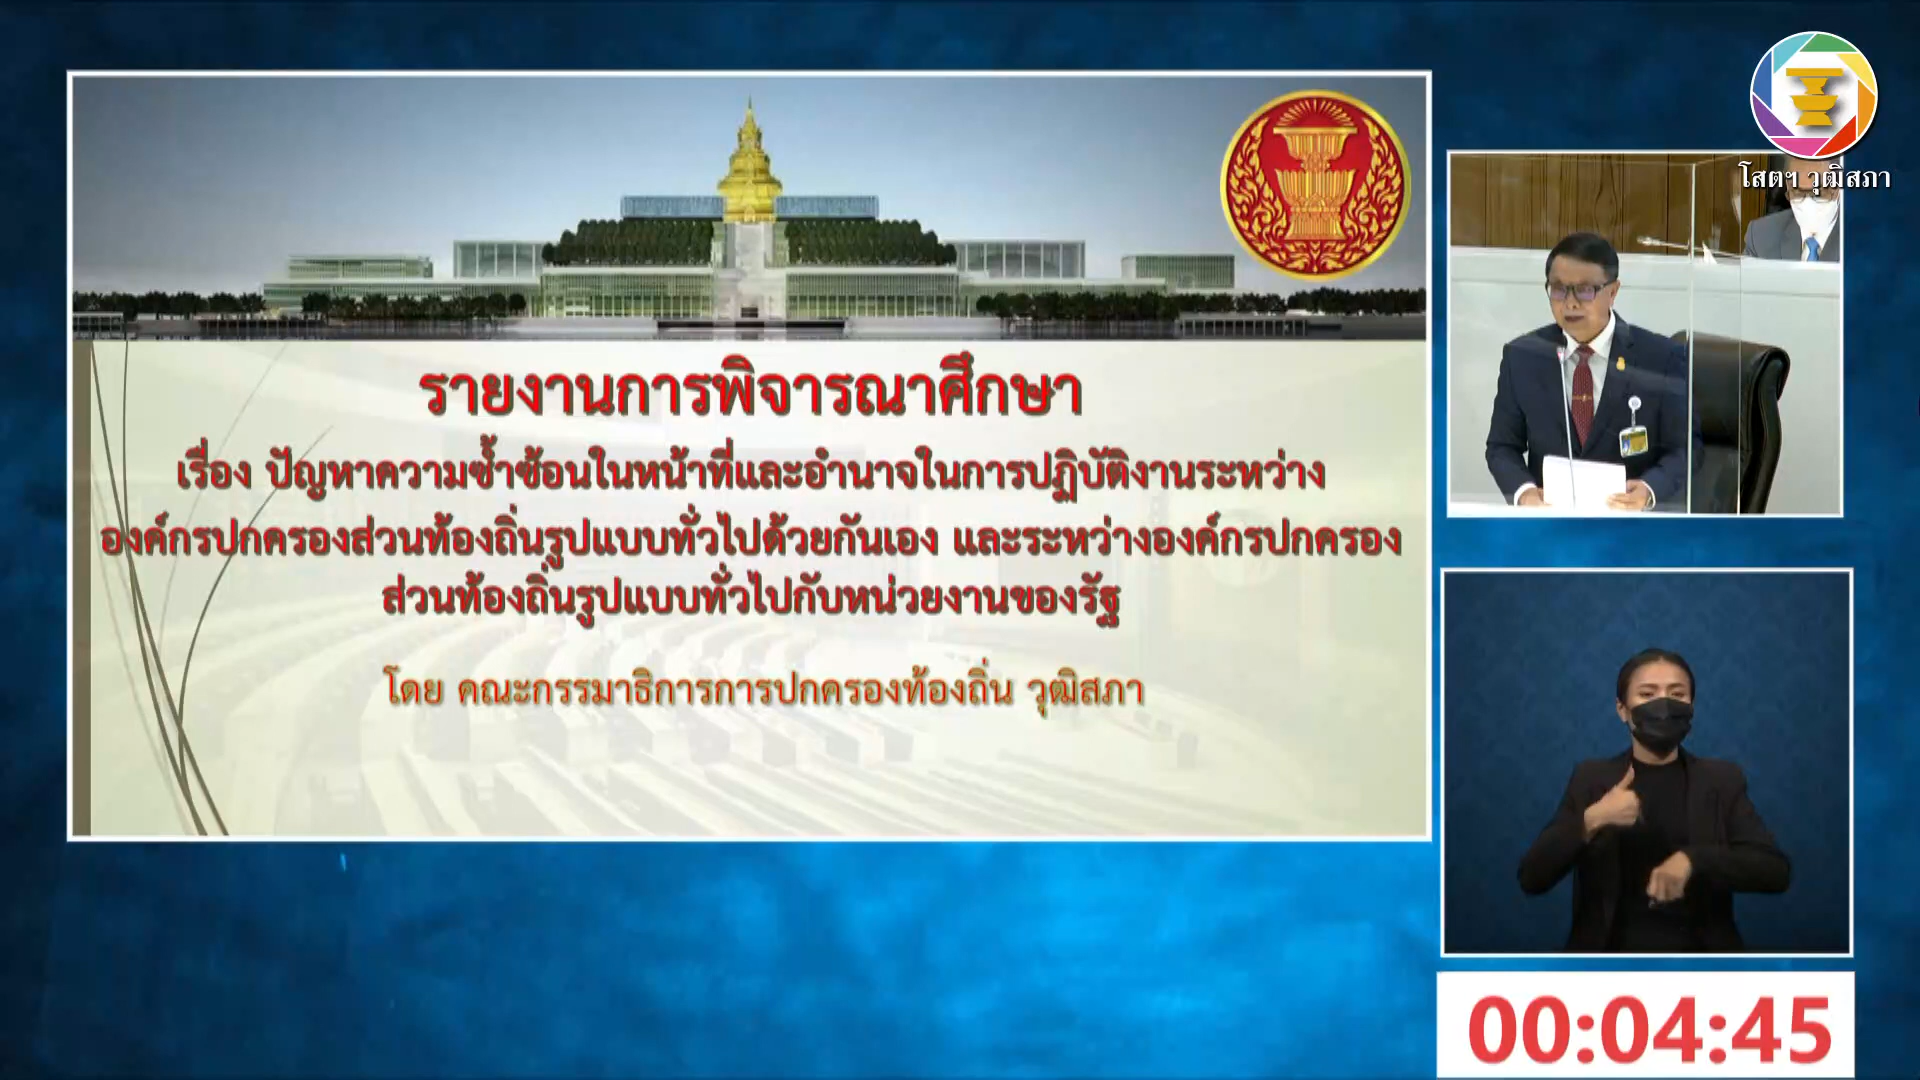 โสตฯ วุฒิสภา
รายงานการพิจารณาศึกษา
เรื่อง ปัญหาความซ้ำซ้อนในหน้าที่และอำนาจในการปฏิบัติงานระหว่าง
องค์กรปกครองส่วนท้องถิ่นรูปแบบทั่วไปด้วยกันเอง และระหว่างองค์กรปกครอง
ส่วนท้องถิ่นรูปแบบทั่วไปกับหน่วยงานของรัฐ
โดย คณะกรรมาธิการการปกครองท้องถิ่น วุฒิสภา
00:04:45